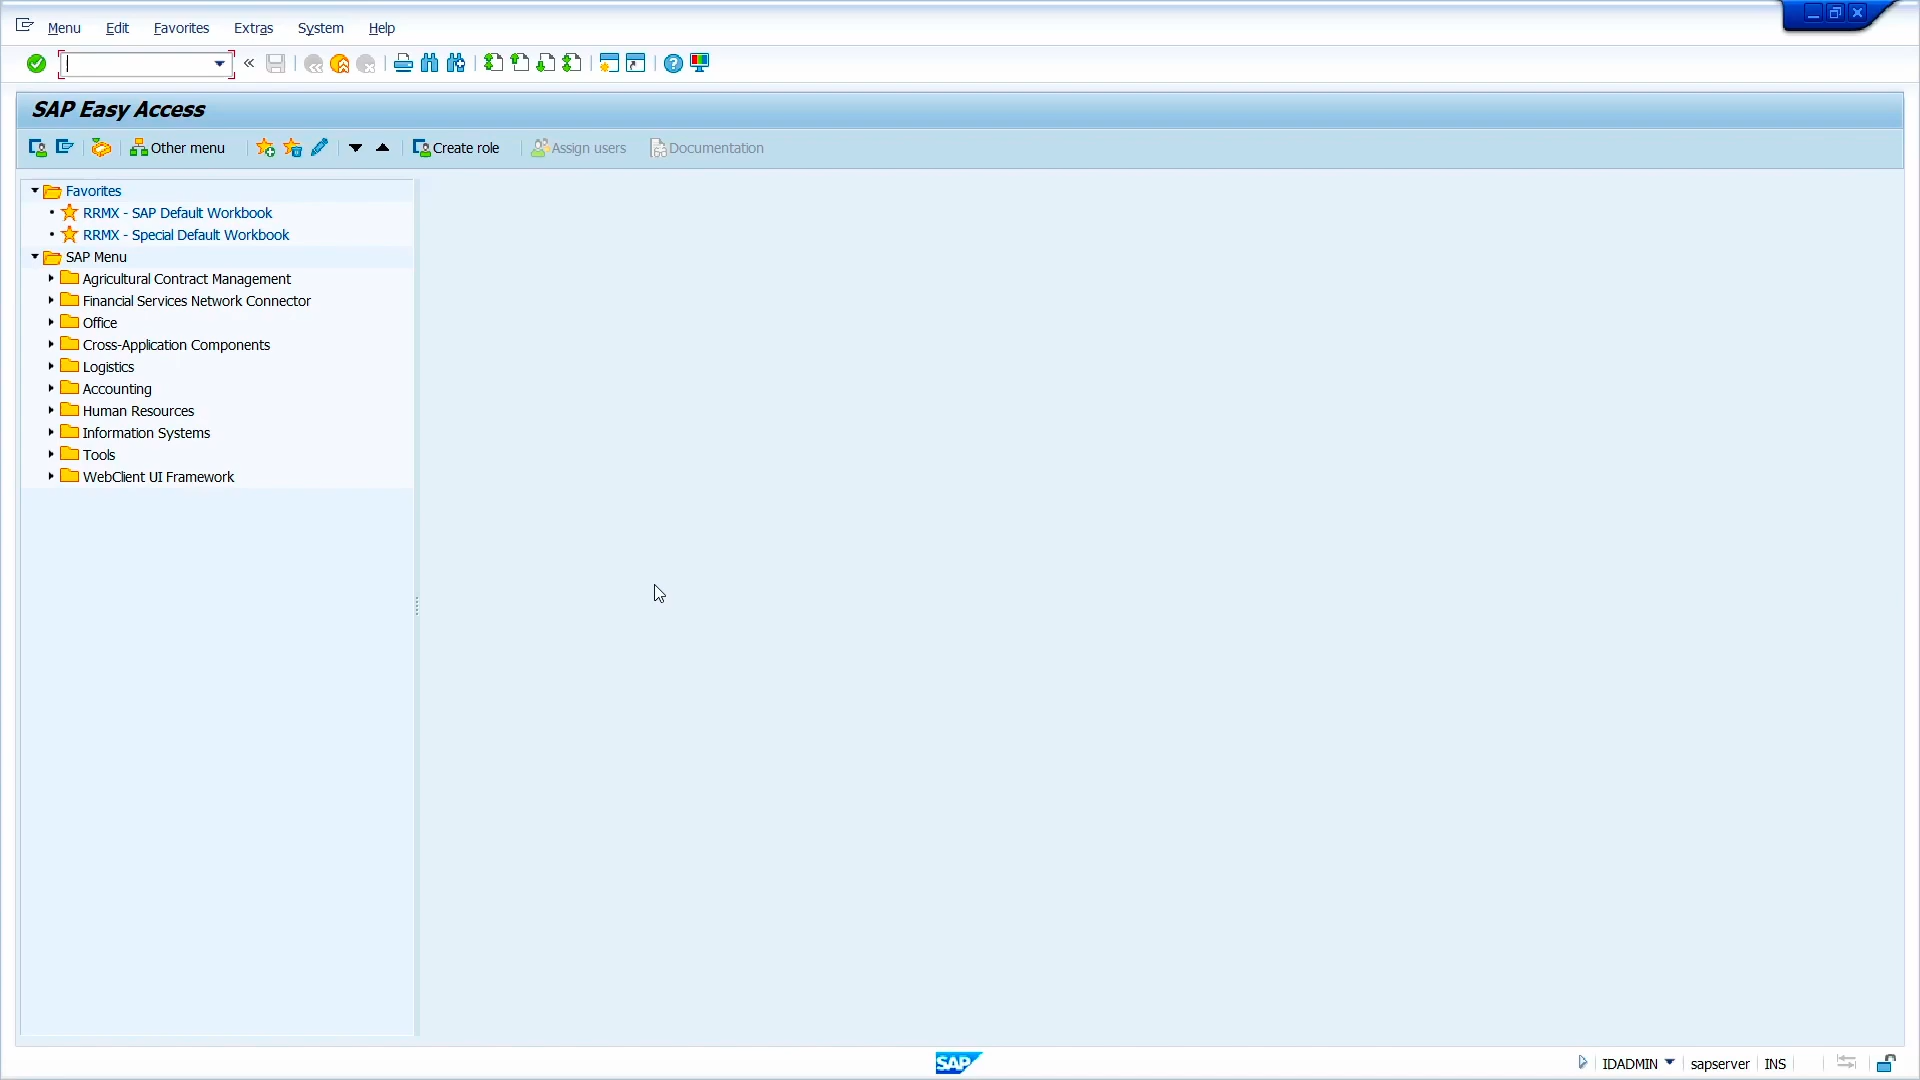 Menu Edit Favorites Extras System Help
SAP Easy Access
Other menu Create role Assign users Documentation
Favorites
RRMX - SAP Default Workbook
RRMX - Special Default Workbook
SAP Menu
Agricultural Contract Management
Financial Services Network Connector
Office
Cross-Application Components
Logistics
Accounting
Human Resources
Information Systems
Tools
WebClient UI Framework
SAP IDADMIN sapserver INS